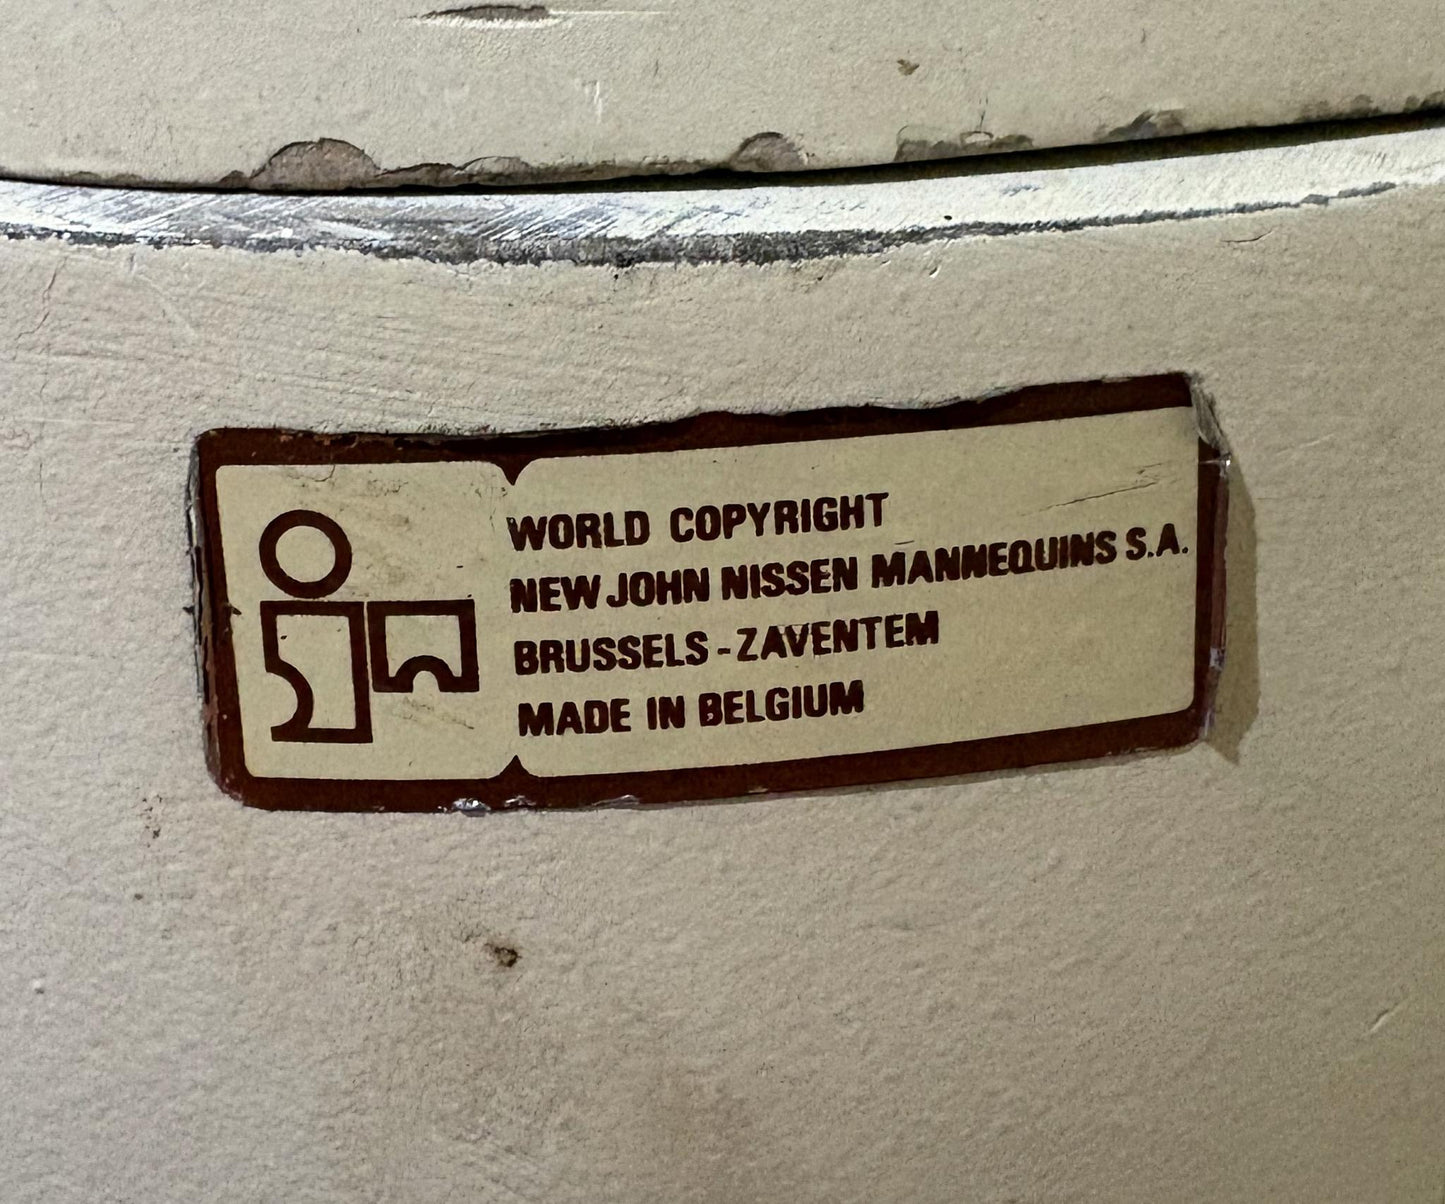 WORLD COPYRIGHT
NEW JOHN NISSEN MANNEQUINS S.A.
BRUSSELS - ZAVENTEM
MADE IN BELGIUM